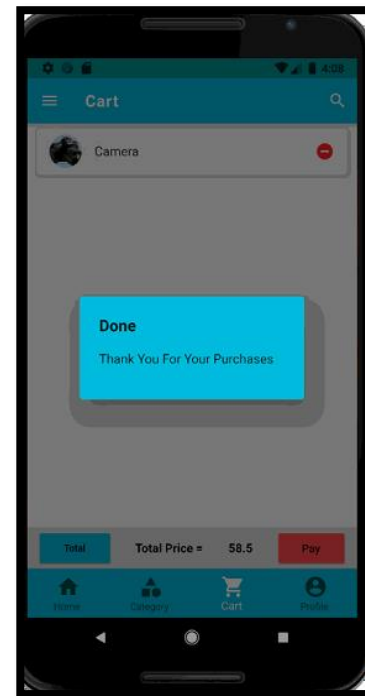 4:09
Cart
Camera
Done
Thank You For Your Purchases
Total
Total Price = 58.5
Pay
Home
Category
Cart
Profile